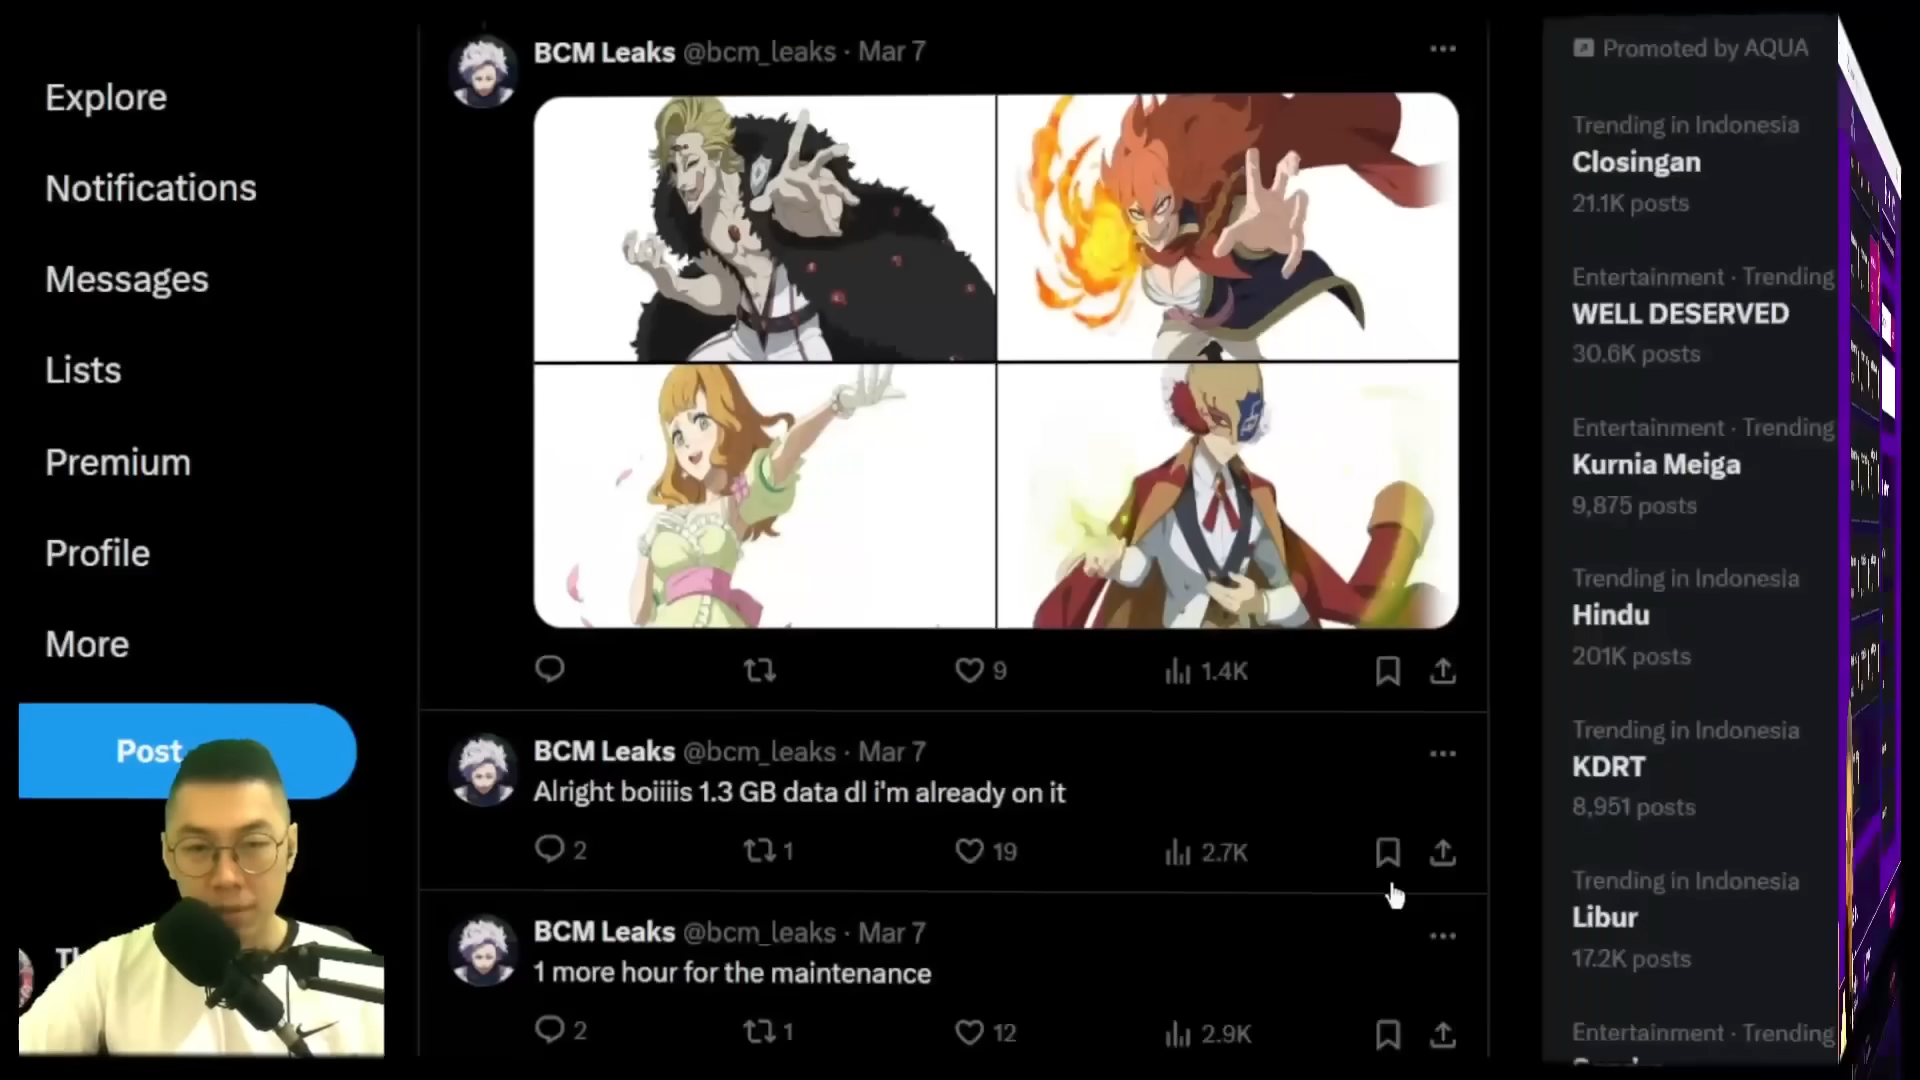 Explore
Notifications
Messages
Lists
Premium
Profile
More
Post
BCM Leaks @bcm_leaks · Mar 7
9
1.4K
BCM Leaks @bcm_leaks · Mar 7
Alright boiiiis 1.3 GB data dl i'm already on it
2
1
19
2.7K
BCM Leaks @bcm_leaks · Mar 7
1 more hour for the maintenance
2
1
12
2.9K
Promoted by AQUA
Trending in Indonesia
Closingan
21.1K posts
Entertainment · Trending
WELL DESERVED
30.6K posts
Entertainment · Trending
Kurnia Meiga
9,875 posts
Trending in Indonesia
Hindu
201K posts
Trending in Indonesia
KDRT
8,951 posts
Trending in Indonesia
Libur
17.2K posts
Entertainment · Trending